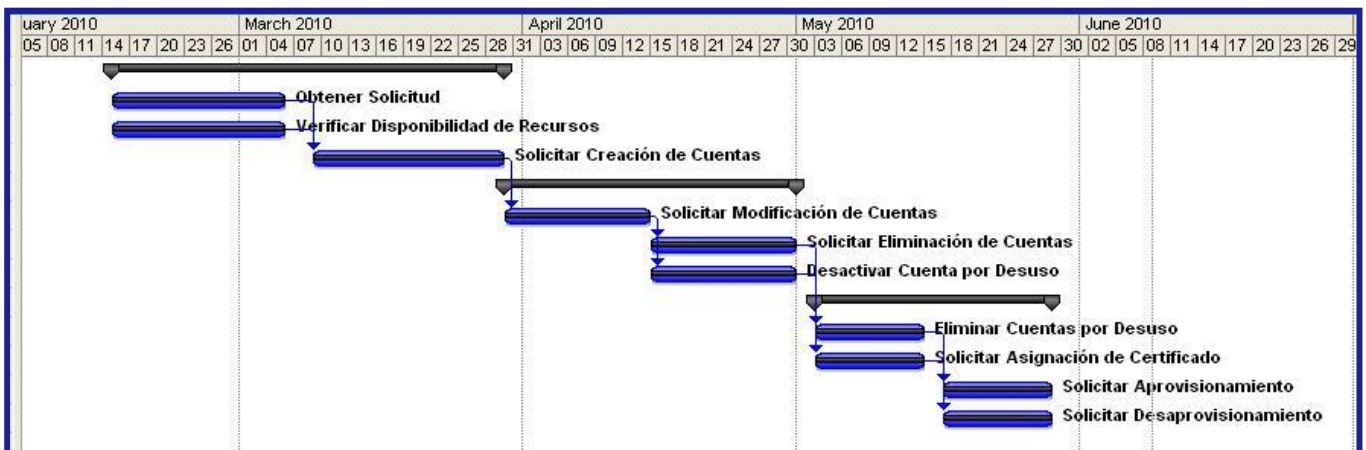 uary 2010 March 2010 April 2010 May 2010 June 2010
05 08 11 14 17 20 23 26 01 04 07 10 13 16 19 22 25 28 31 03 06 09 12 15 18 21 24 27 30 03 06 09 12 15 18 21 24 27 30 02 05 08 11 14 17 20 23 26 29
Obtener Solicitud
Verificar Disponibilidad de Recursos
Solicitar Creación de Cuentas
Solicitar Modificación de Cuentas
Solicitar Eliminación de Cuentas
Desactivar Cuenta por Desuso
Eliminar Cuentas por Desuso
Solicitar Asignación de Certificado
Solicitar Aprovisionamiento
Solicitar Desaprovisionamiento